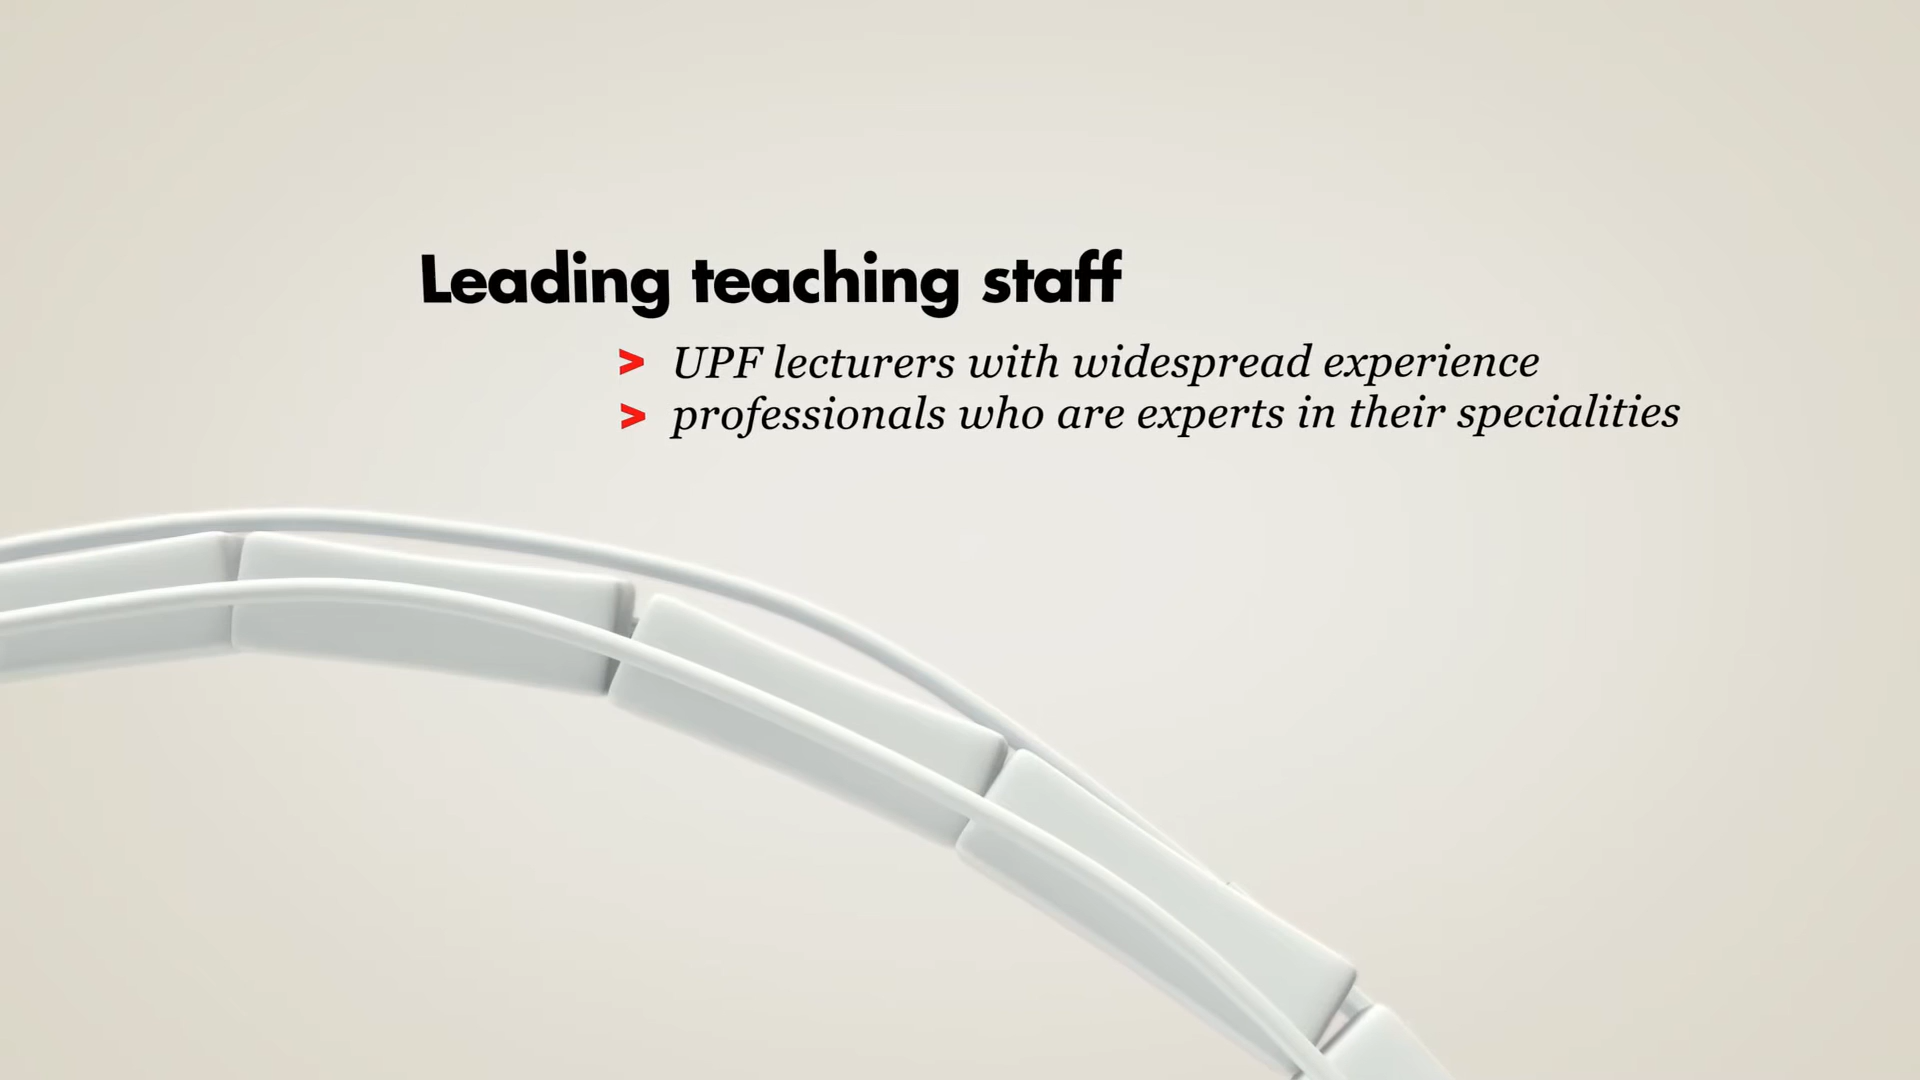 Leading teaching staff
> UPF lecturers with widespread experience
> professionals who are experts in their specialities